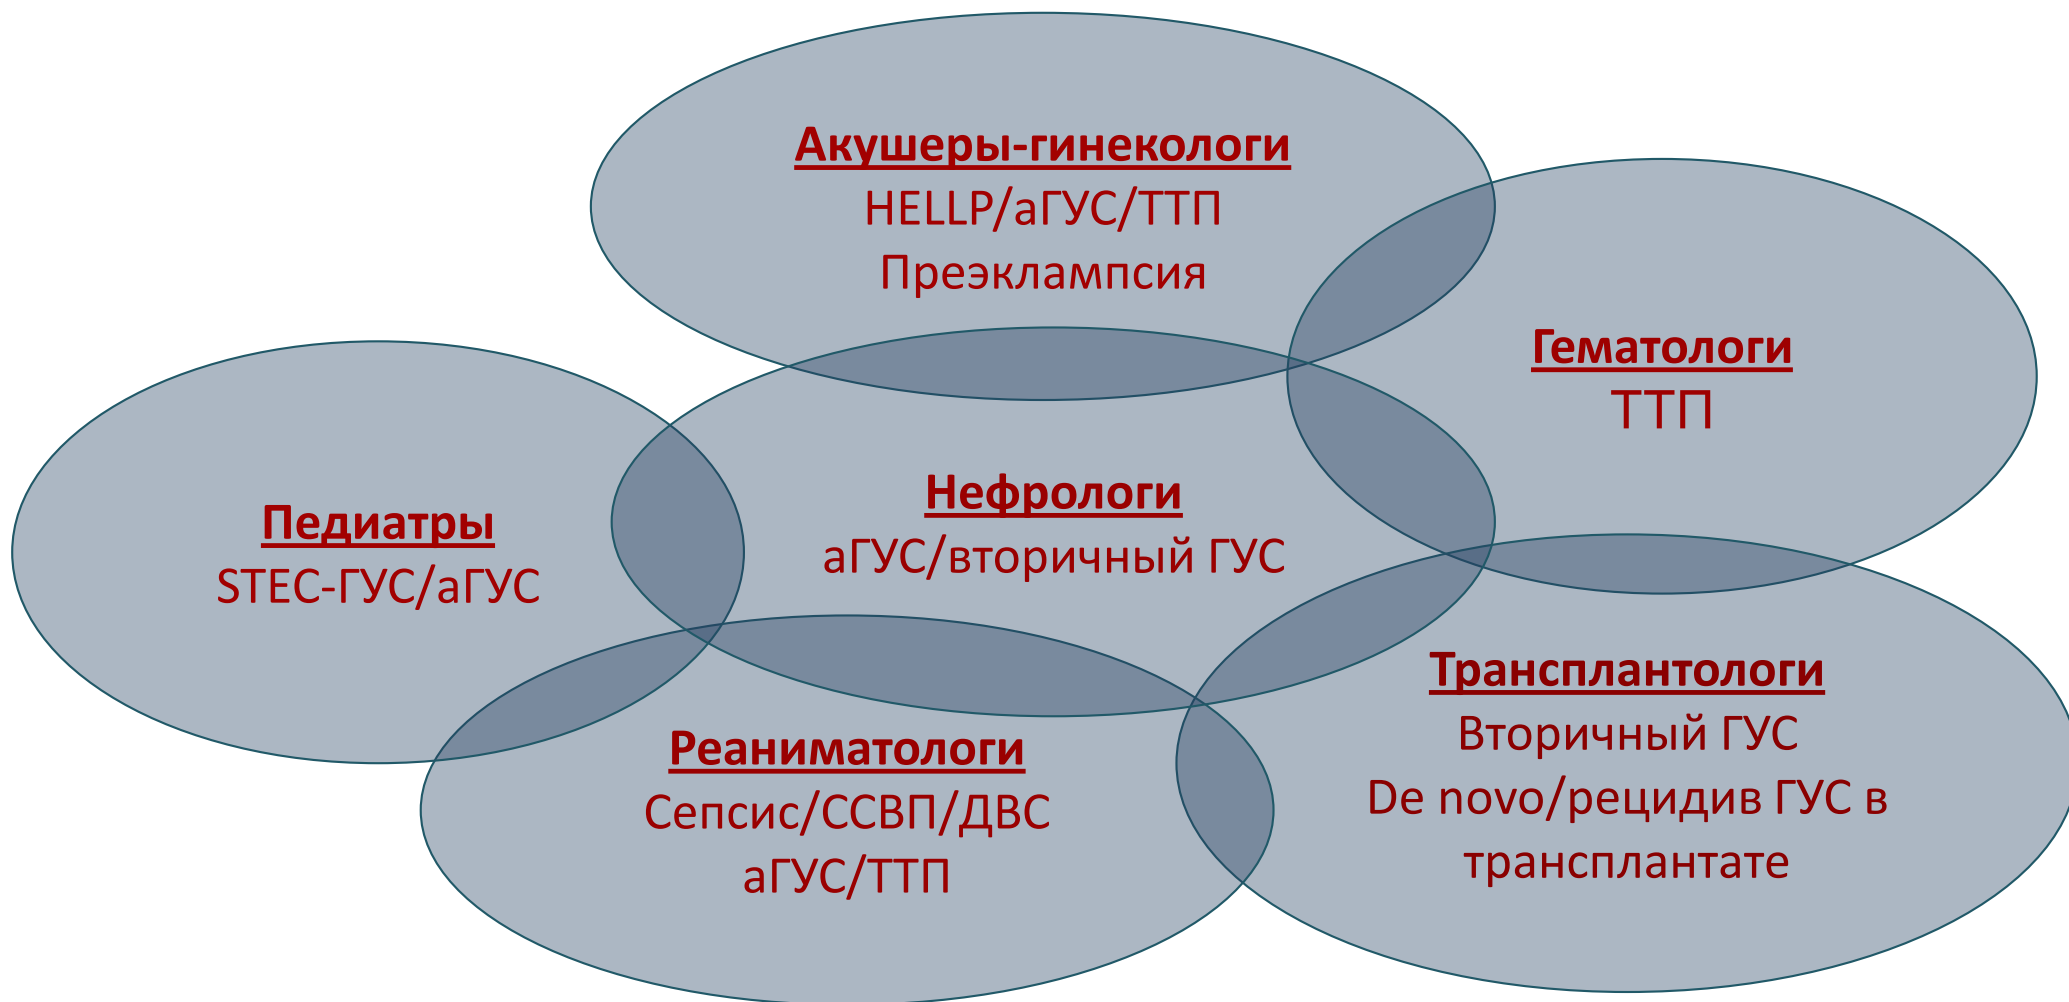 Акушеры-гинекологи
HELLP/аГУС/ТТП
Преэклампсия
Гематологи
ТТП
Нефрологи
аГУС/вторичный ГУС
Педиатры
STEC-ГУС/аГУС
Реаниматологи
Сепсис/ССВП/ДВС
аГУС/ТТП
Трансплантологи
Вторичный ГУС
De novo/рецидив ГУС в
трансплантате